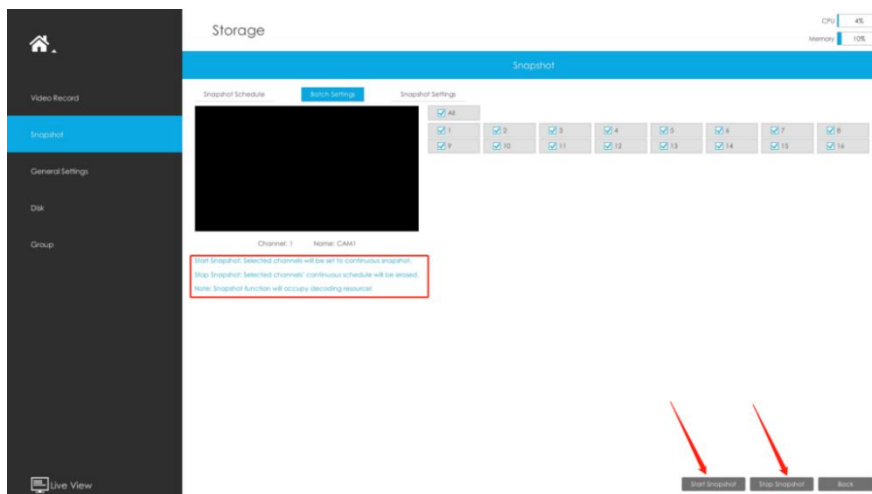 Storage
CPU 4%
Memory 10%
Snapshot
Video Record
Snapshot
General Settings
Disk
Group
Live View
Snapshot Schedule Batch Settings Snapshot Settings
All
1 2 3 4 5 6 7 8
9 10 11 12 13 14 15 16
Channel: 1 Name: CAM1
Start Snapshot: Selected channels will be set to continuous snapshot.
Stop Snapshot: Selected channels' continuous schedule will be erased.
Note: Snapshot function will occupy decoding resource!
Start Snapshot Stop Snapshot Back